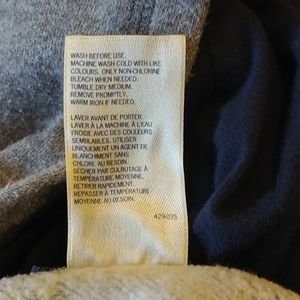 WASH BEFORE USE.
MACHINE WASH COLD WITH LIKE
COLOURS, ONLY NON-CHLORINE
BLEACH WHEN NEEDED.
TUMBLE DRY MEDIUM.
REMOVE PROMPTLY.
WARM IRON IF NEEDED.
LAVER AVANT DE PORTER.
LAVER À LA MACHINE À L'EAU
FROIDE AVEC DES COULEURS
SEMBLABLES, UTILISER
UNIQUEMENT UN AGENT DE
BLANCHIMENT SANS
CHLORE AU BESOIN.
SÉCHER PAR CULBUTAGE À
TEMPÉRATURE MOYENNE.
RETIRER RAPIDEMENT.
REPASSER À TEMPÉRATURE
MOYENNE AU BESOIN.
429035